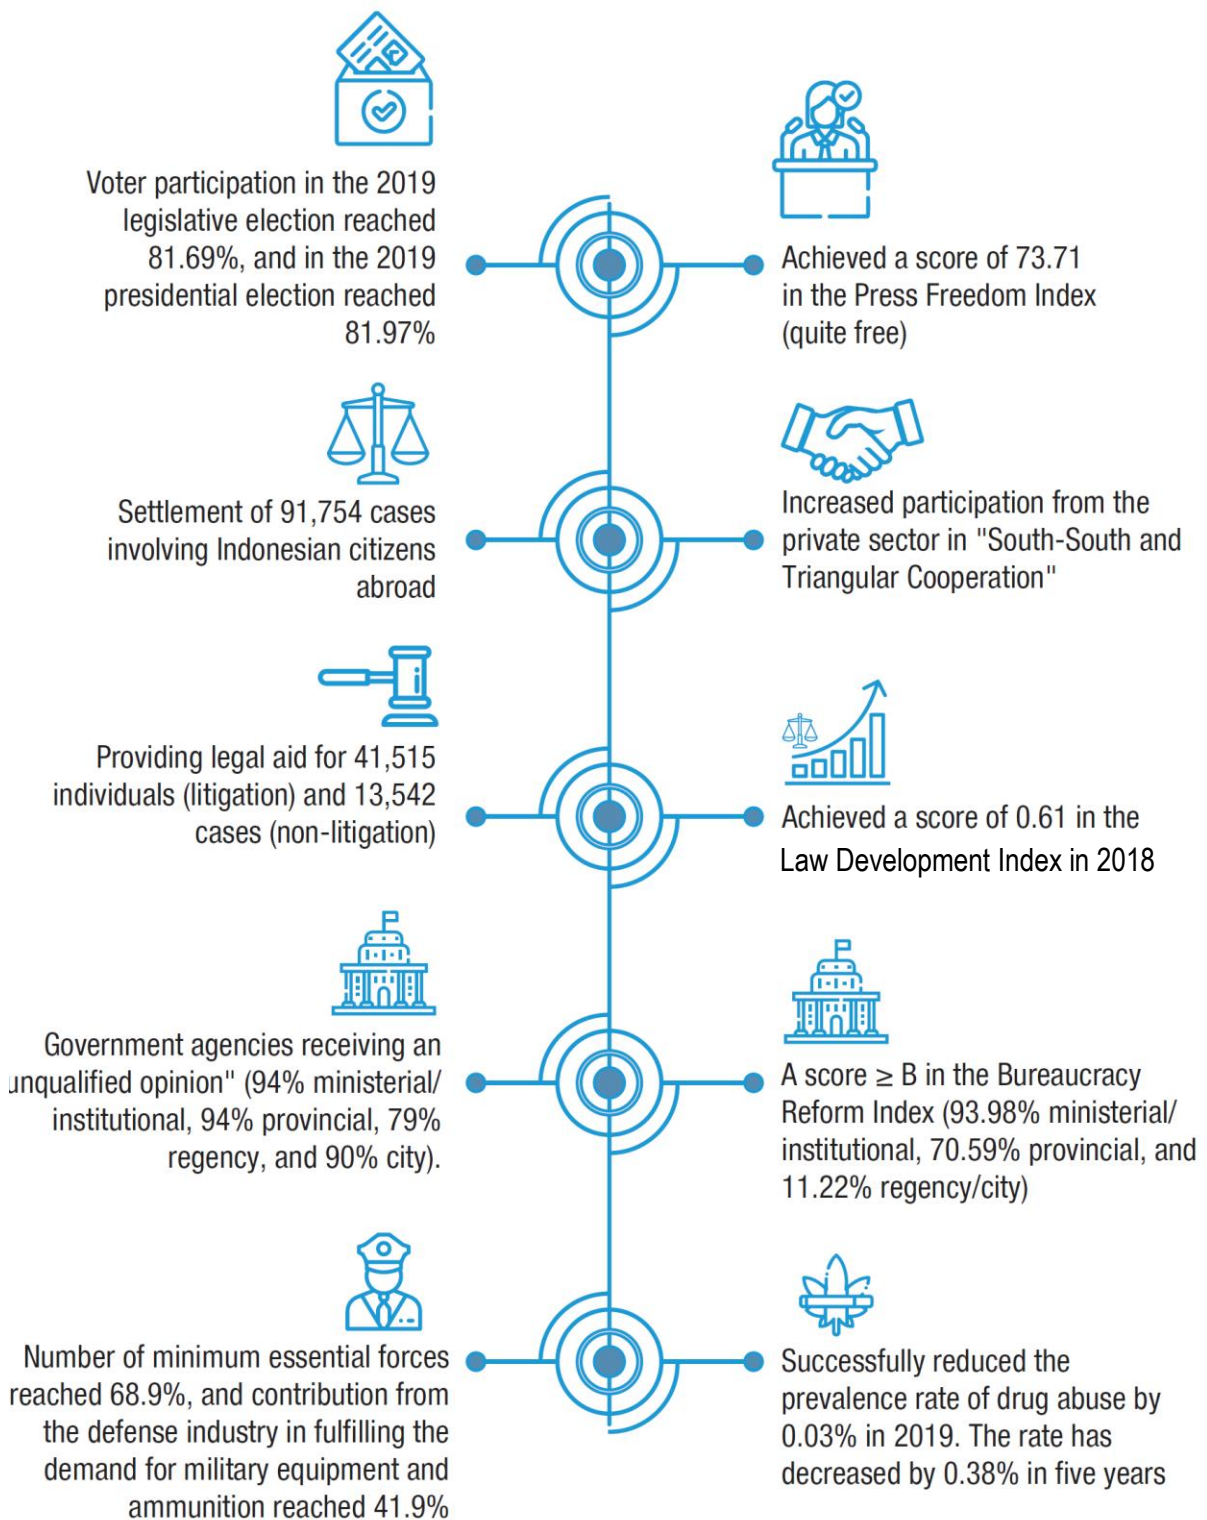 Voter participation in the 2019
legislative election reached
81.69%, and in the 2019
presidential election reached
81.97%
Achieved a score of 73.71
in the Press Freedom Index
(quite free)
Settlement of 91,754 cases
involving Indonesian citizens
abroad
Increased participation from the
private sector in "South-South and
Triangular Cooperation"
Providing legal aid for 41,515
individuals (litigation) and 13,542
cases (non-litigation)
Achieved a score of 0.61 in the
Law Development Index in 2018
Government agencies receiving an
unqualified opinion" (94% ministerial/
institutional, 94% provincial, 79%
regency, and 90% city).
A score ≥ B in the Bureaucracy
Reform Index (93.98% ministerial/
institutional, 70.59% provincial, and
11.22% regency/city)
Number of minimum essential forces
reached 68.9%, and contribution from
the defense industry in fulfilling the
demand for military equipment and
ammunition reached 41.9%
Successfully reduced the
prevalence rate of drug abuse by
0.03% in 2019. The rate has
decreased by 0.38% in five years